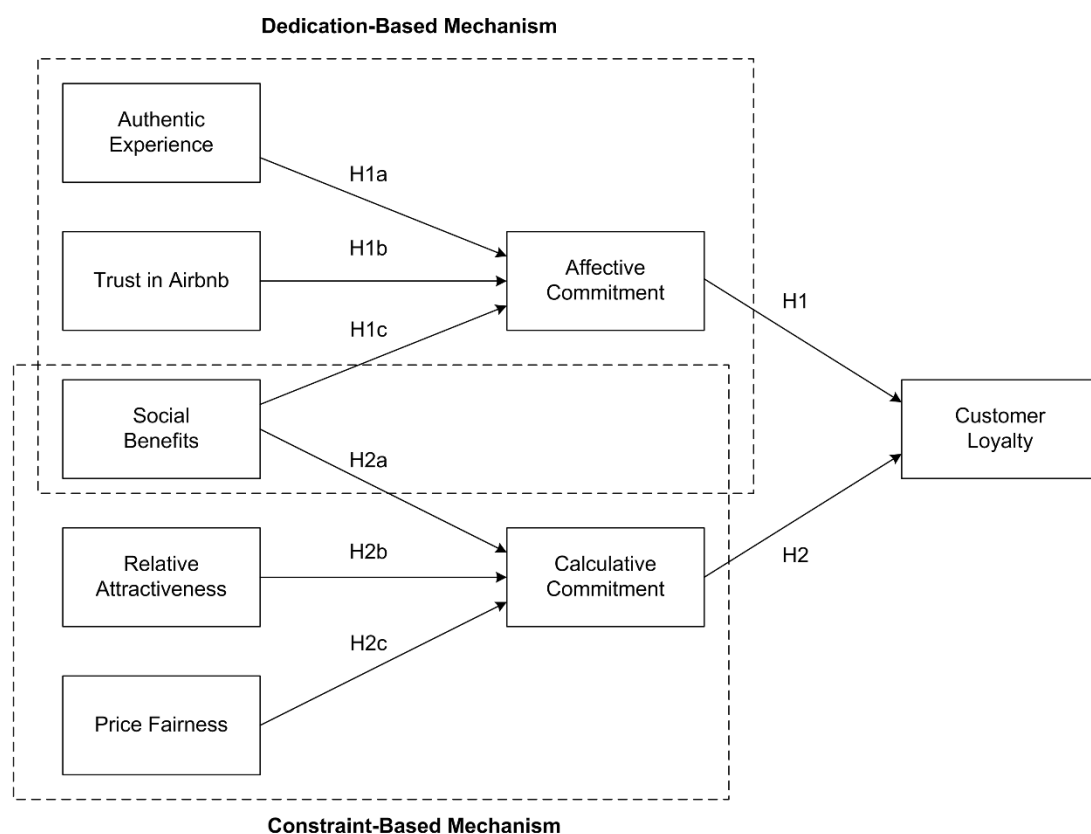 Dedication-Based Mechanism
Authentic
Experience
H1a
Trust in Airbnb
H1b
Affective
Commitment
H1
H1c
Social
Benefits
Customer
Loyalty
H2a
Relative
Attractiveness
H2b
Calculative
Commitment
H2
H2c
Price Fairness
Constraint-Based Mechanism